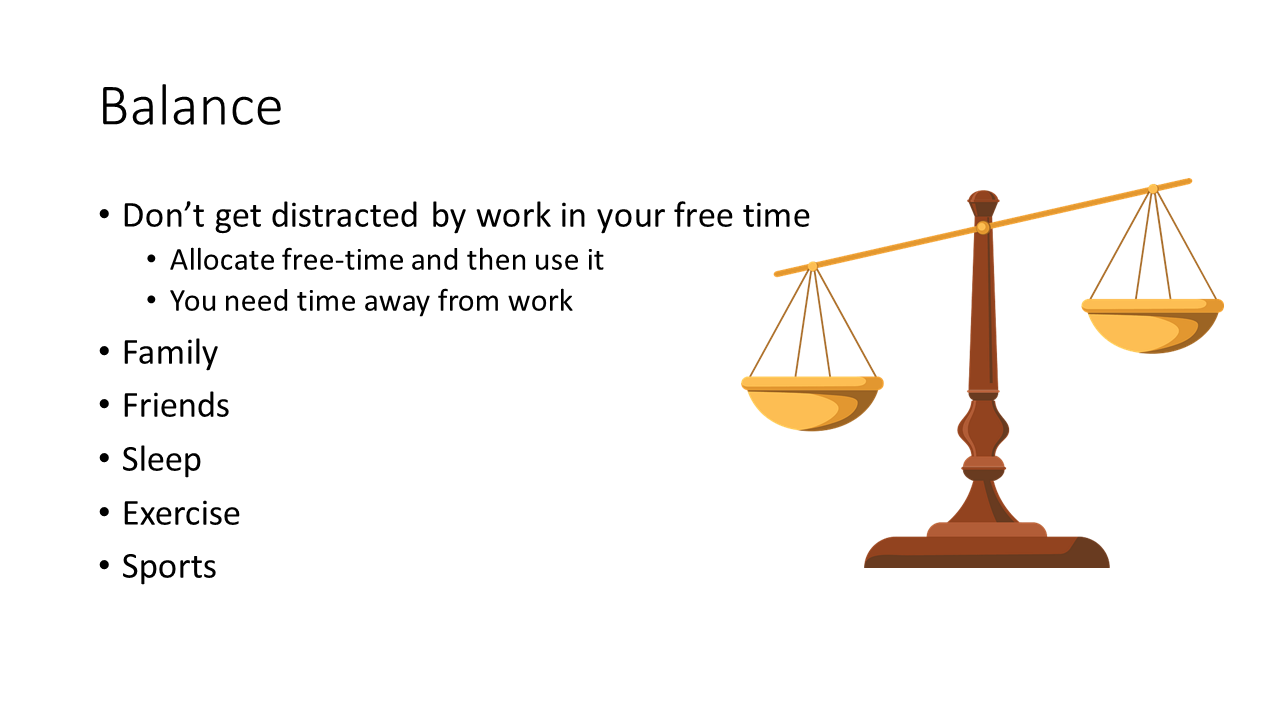 Balance
• Don’t get distracted by work in your free time
• Allocate free-time and then use it
• You need time away from work
• Family
• Friends
• Sleep
• Exercise
• Sports